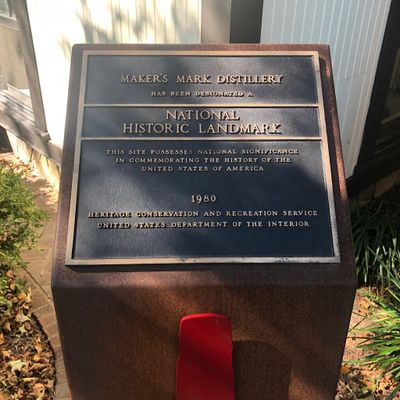 MAKER'S MARK DISTILLERY
HAS BEEN DESIGNATED A
NATIONAL
HISTORIC LANDMARK
THIS SITE POSSESSES NATIONAL SIGNIFICANCE
IN COMMEMORATING THE HISTORY OF THE
UNITED STATES OF AMERICA
1980
HERITAGE CONSERVATION AND RECREATION SERVICE
UNITED STATES DEPARTMENT OF THE INTERIOR